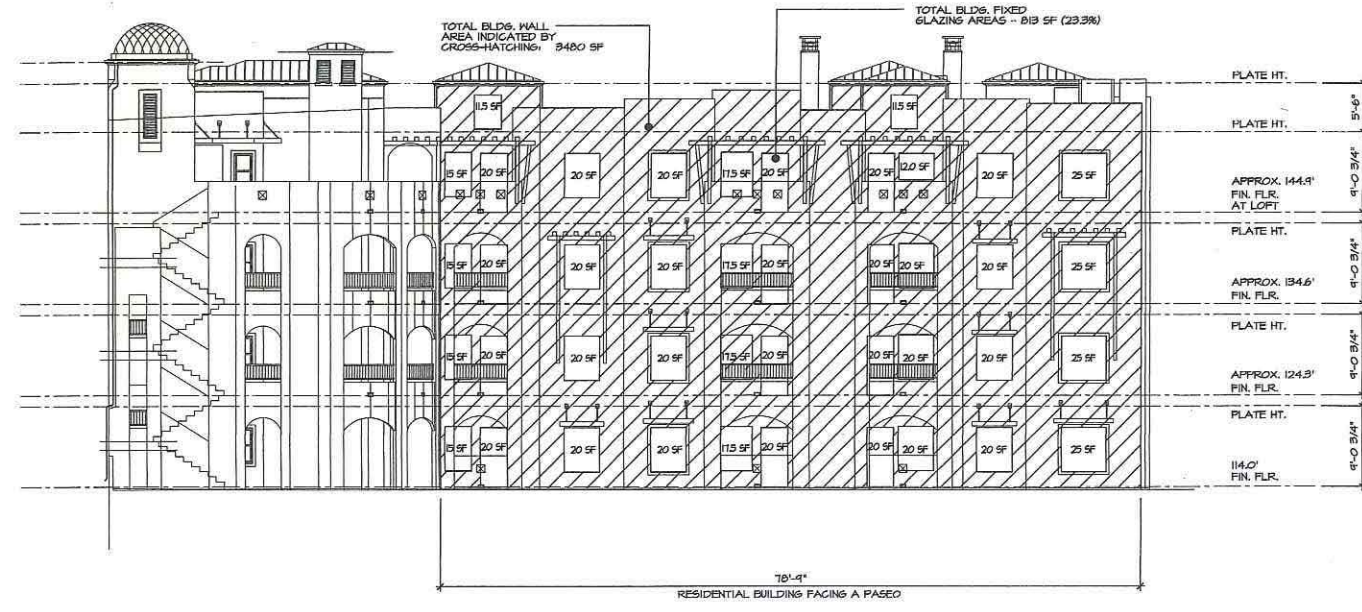 TOTAL BLDG. WALL
AREA INDICATED BY
CROSS-HATCHING: 3480 SF
TOTAL BLDG. FIXED
GLAZING AREAS -- 813 SF (23.3%)
PLATE HT.
5'-6"
11.5 SF
11.5 SF
PLATE HT.
15 SF
20 SF
20 SF
20 SF
17.5 SF
20 SF
20 SF
12.0 SF
20 SF
25 SF
9'-0 3/4"
APPROX. 144.9'
FIN. FLR.
AT LOFT
PLATE HT.
15 SF
20 SF
20 SF
20 SF
17.5 SF
20 SF
20 SF
20 SF
20 SF
25 SF
9'-0 3/4"
APPROX. 134.6'
FIN. FLR.
PLATE HT.
15 SF
20 SF
20 SF
20 SF
17.5 SF
20 SF
20 SF
20 SF
20 SF
25 SF
9'-0 3/4"
APPROX. 124.3'
FIN. FLR.
PLATE HT.
15 SF
20 SF
20 SF
20 SF
17.5 SF
20 SF
20 SF
20 SF
20 SF
25 SF
9'-0 3/4"
114.0'
FIN. FLR.
78'-9"
RESIDENTIAL BUILDING FACING A PASEO